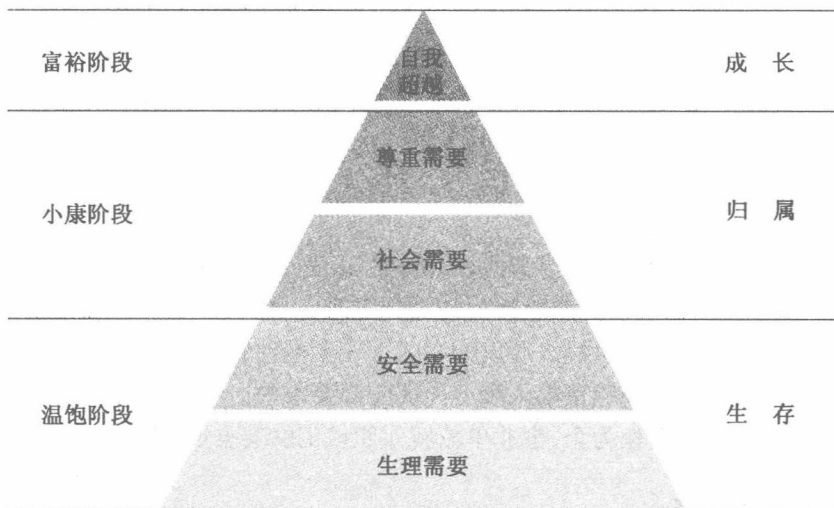 富裕阶段
自我
超越
成 长
尊重需要
小康阶段
归 属
社会需要
安全需要
温饱阶段
生 存
生理需要